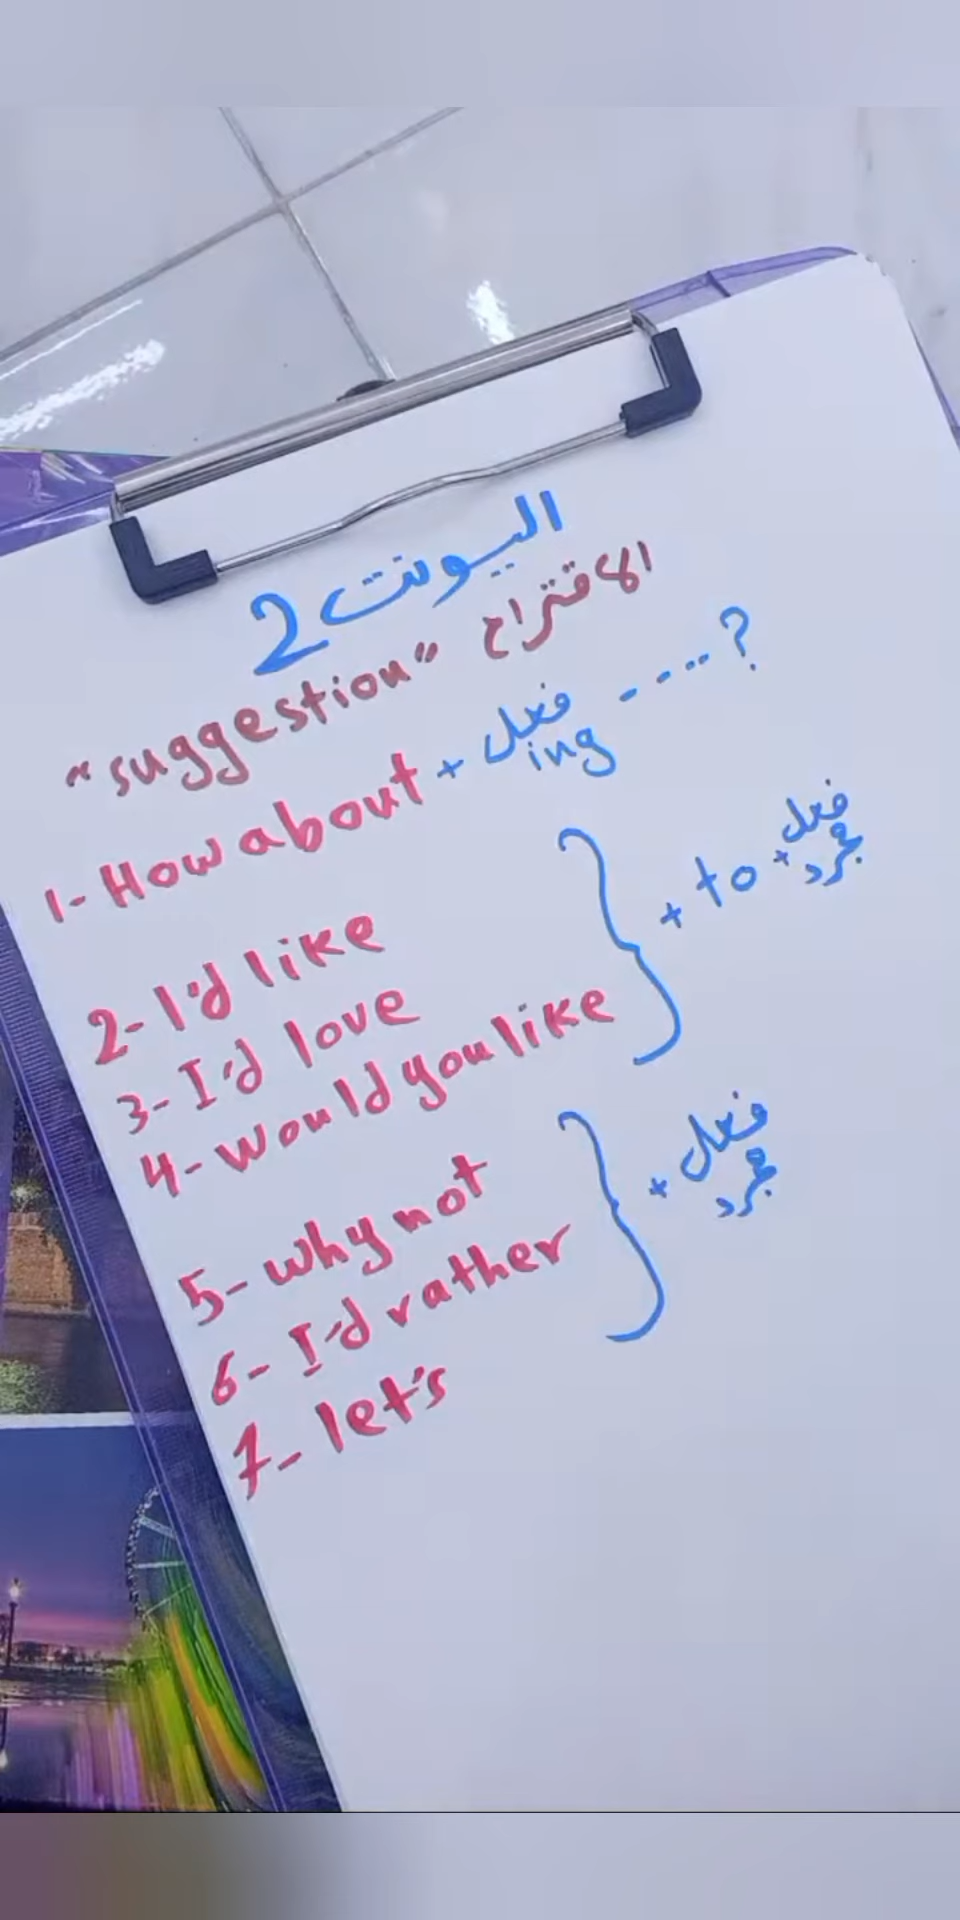 اليونت 2
الاقتراح "suggestion"
1- How about + فعل ing ----?
2- I'd like
3- I'd love
4- Would you like
+ to + فعل مجرد
5- why not
6- I'd rather
7- let's
+ فعل مجرد